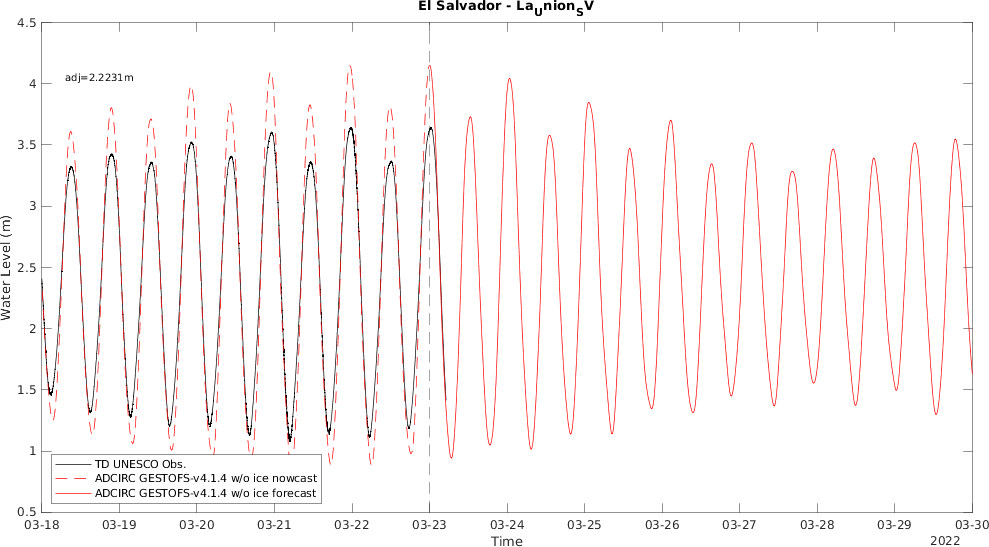 El Salvador - LaUnionSV
4.5
4
3.5
3
2.5
2
1.5
1
0.5
Water Level (m)
adj=2.2231m
TD UNESCO Obs.
ADCIRC GESTOFS-v4.1.4 w/o ice nowcast
ADCIRC GESTOFS-v4.1.4 w/o ice forecast
03-18 03-19 03-20 03-21 03-22 03-23 03-24 03-25 03-26 03-27 03-28 03-29 03-30
Time
2022